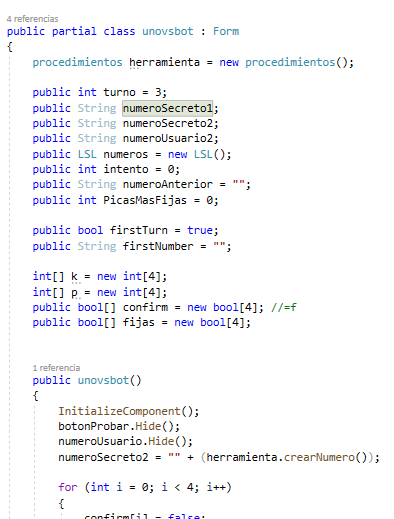 4 referencias
public partial class unovsbot : Form
{
procedimientos herramienta = new procedimientos();
public int turno = 3;
public String numeroSecreto1;
public String numeroSecreto2;
public String numeroUsuario2;
public LSL numeros = new LSL();
public int intento = 0;
public String numeroAnterior = "";
public int PicasMasFijas = 0;
public bool firstTurn = true;
public String firstNumber = "";
int[] k = new int[4];
int[] p = new int[4];
public bool[] confirm = new bool[4]; //=f
public bool[] fijas = new bool[4];
1 referencia
public unovsbot()
{
InitializeComponent();
botonProbar.Hide();
numeroUsuario.Hide();
numeroSecreto2 = "" + (herramienta.crearNumero());
for (int i = 0; i < 4; i++)
{
confirm[i] = false;